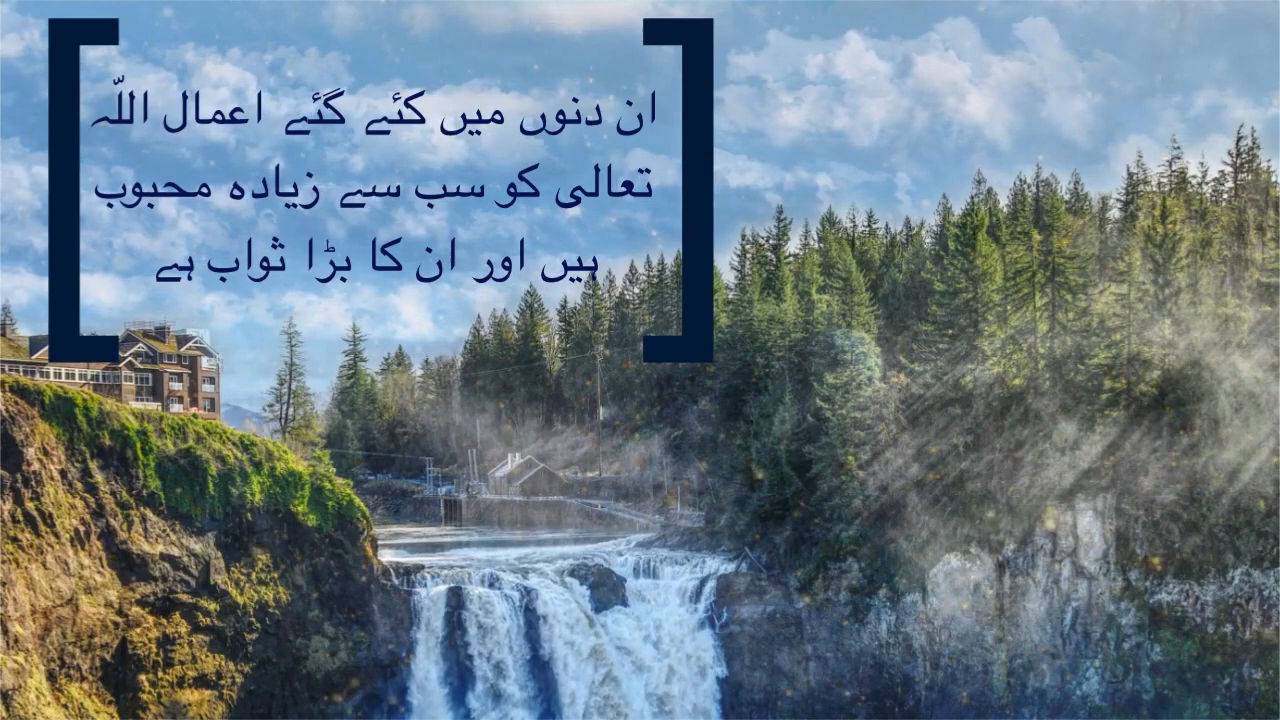 ان دنوں میں کئے گئے اعمال اللّہ
تعالی کو سب سے زیادہ محبوب
ہیں اور ان کا بڑا ثواب ہے